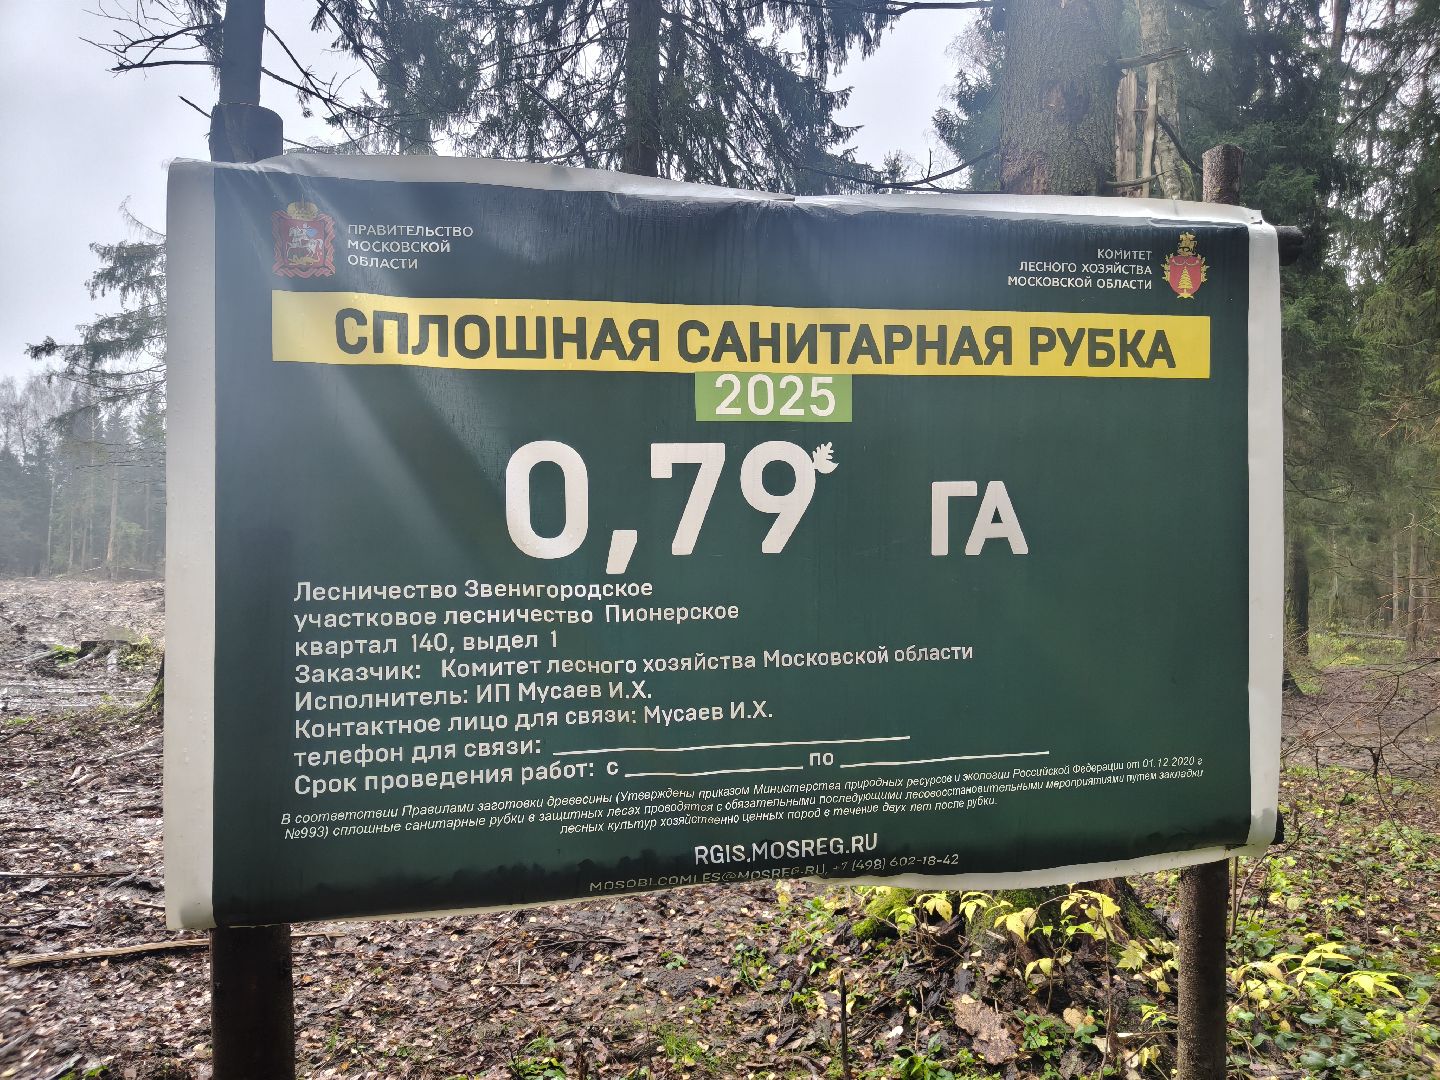 ПРАВИТЕЛЬСТВО
МОСКОВСКОЙ
ОБЛАСТИ
КОМИТЕТ
ЛЕСНОГО ХОЗЯЙСТВА
МОСКОВСКОЙ ОБЛАСТИ
СПЛОШНАЯ САНИТАРНАЯ РУБКА
2025
0,79 ГА
Лесничество Звенигородское
участковое лесничество Пионерское
квартал 140, выдел 1
Заказчик: Комитет лесного хозяйства Московской области
Исполнитель: ИП Мусаев И.Х.
Контактное лицо для связи: Мусаев И.Х.
телефон для связи: ____________
Срок проведения работ: с ____________ по ____________
В соответствии Правилами заготовки древесины (Утверждены приказом Министерства природных ресурсов и экологии Российской Федерации от 01.12.2020 г
№993) сплошные санитарные рубки в защитных лесах проводятся с обязательными последующими лесовосстановительными мероприятиями путем закладки
лесных культур хозяйственно ценных пород в течение двух лет после рубки.
RGIS.MOSREG.RU
MOSOBLCOMLES@MOSREG.RU, +7 (498) 602-18-42